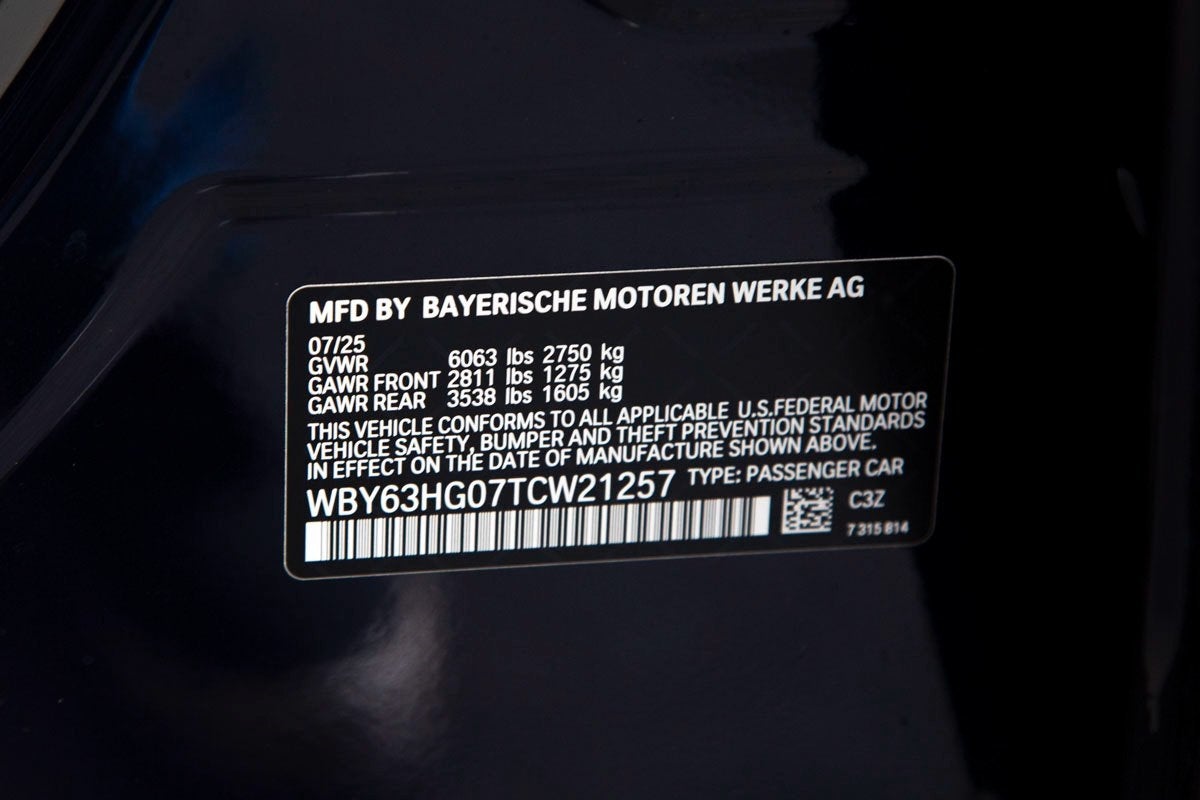 MFD BY BAYERISCHE MOTOREN WERKE AG
07/25
GVWR 6063 lbs 2750 kg
GAWR FRONT 2811 lbs 1275 kg
GAWR REAR 3538 lbs 1605 kg
THIS VEHICLE CONFORMS TO ALL APPLICABLE U.S.FEDERAL MOTOR
VEHICLE SAFETY, BUMPER AND THEFT PREVENTION STANDARDS
IN EFFECT ON THE DATE OF MANUFACTURE SHOWN ABOVE.
WBY63HG07TCW21257 TYPE: PASSENGER CAR
C3Z
7 315 814